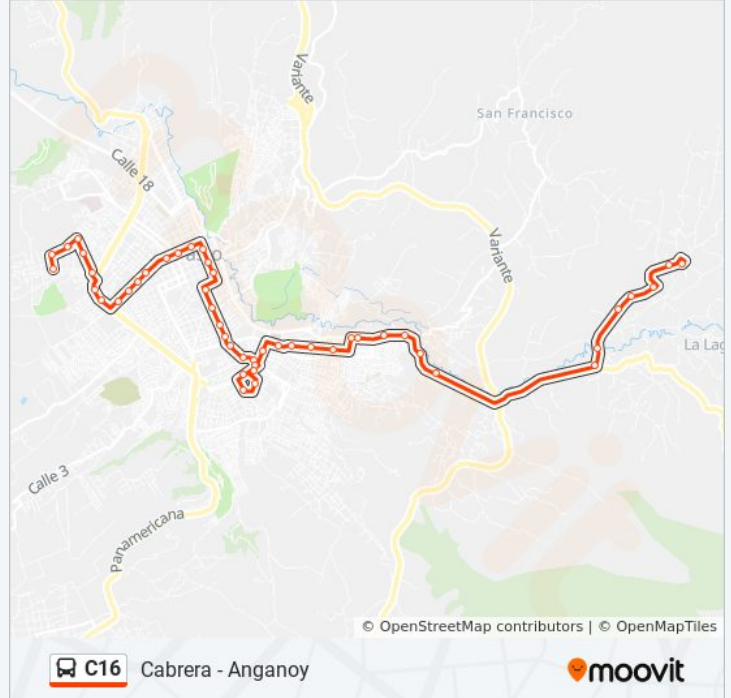 Variante
San Francisco
Calle 18
Variante
La Lag
Calle 3
Panamericana
© OpenStreetMap contributors | © OpenMapTiles
C16 Cabrera - Anganoy
moovit